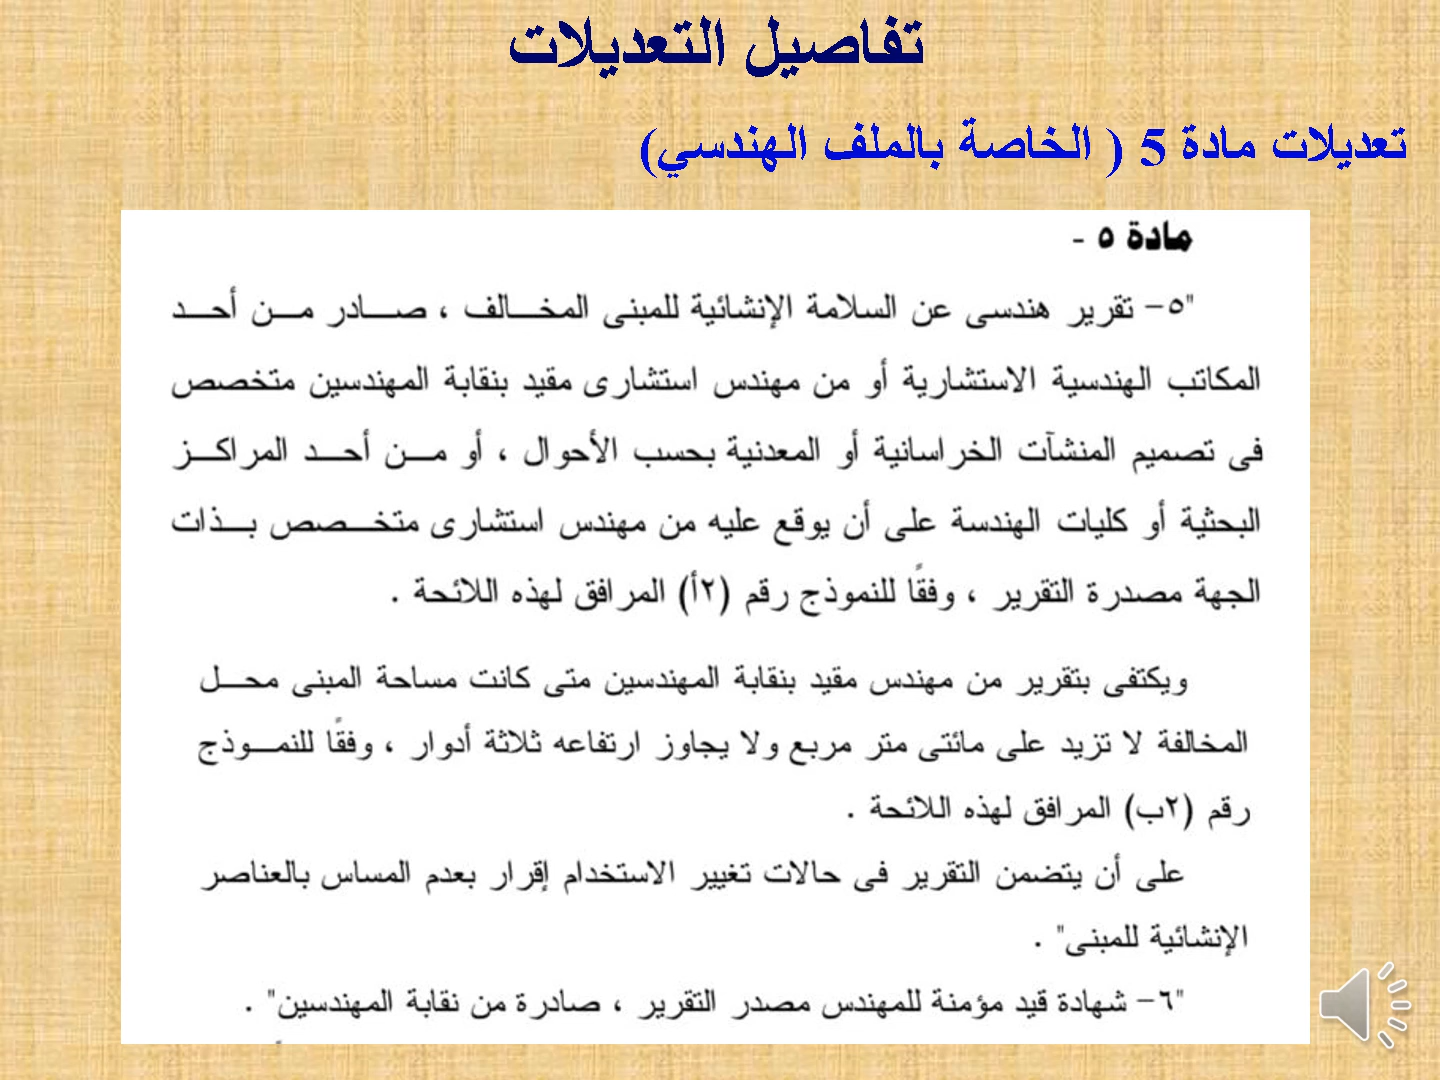 تفاصيل التعديلات
تعديلات مادة 5 ( الخاصة بالملف الهندسي)
مادة ٥ -
"٥– تقرير هندسى عن السلامة الإنشائية للمبنى المخالف ، صادر من أحد
المكاتب الهندسية الاستشارية أو من مهندس استشارى مقيد بنقابة المهندسين متخصص
فى تصميم المنشآت الخراسانية أو المعدنية بحسب الأحوال ، أو من أحد المراكز
البحثية أو كليات الهندسة على أن يوقع عليه من مهندس استشارى متخصص بذات
الجهة مصدرة التقرير ، وفقًا للنموذج رقم (٢أ) المرافق لهذه اللائحة .
ويكتفى بتقرير من مهندس مقيد بنقابة المهندسين متى كانت مساحة المبنى محل
المخالفة لا تزيد على مائتى متر مربع ولا يجاوز ارتفاعه ثلاثة أدوار ، وفقًا للنموذج
رقم (٢ب) المرافق لهذه اللائحة .
على أن يتضمن التقرير فى حالات تغيير الاستخدام إقرار بعدم المساس بالعناصر
الإنشائية للمبنى" .
"٦– شهادة قيد مؤمنة للمهندس مصدر التقرير ، صادرة من نقابة المهندسين" .